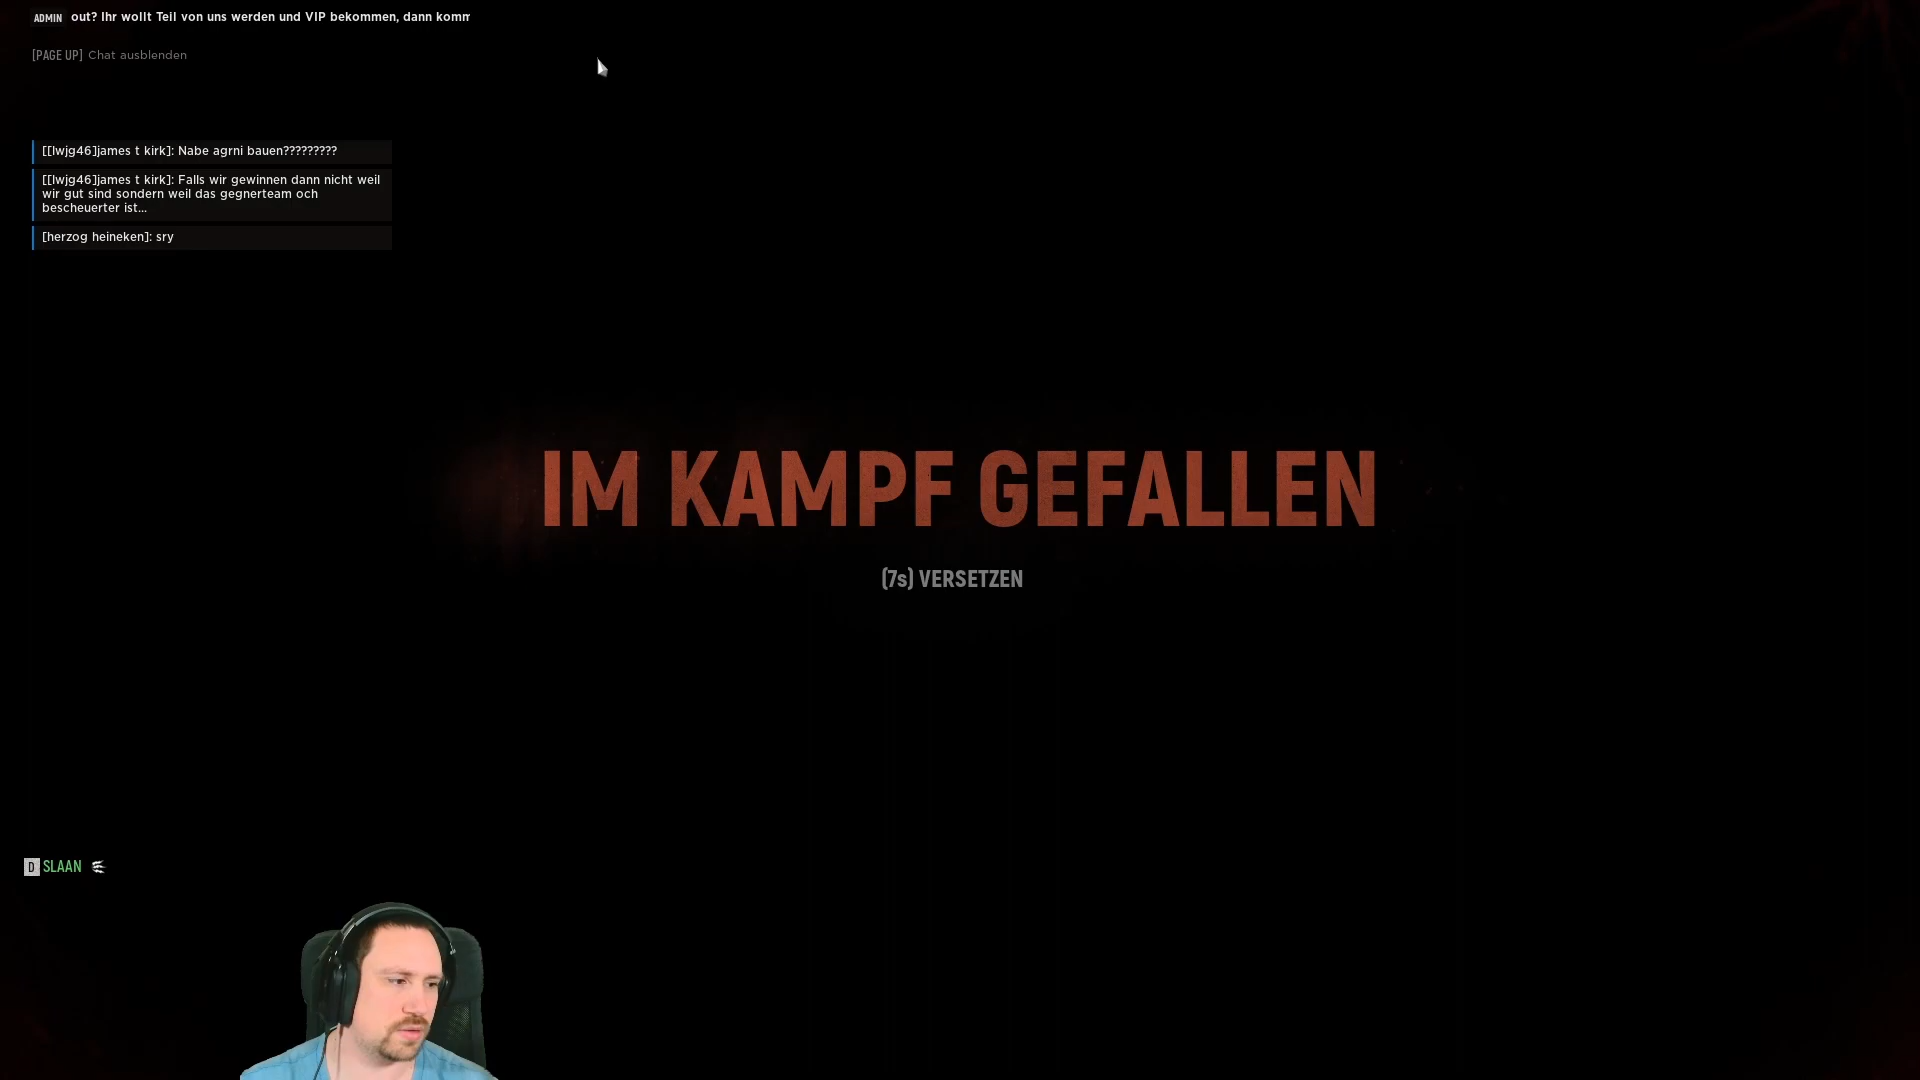 ADMIN out? Ihr wollt Teil von uns werden und VIP bekommen, dann komm
[PAGE UP] Chat ausblenden
[[lwjg46]james t kirk]: Nabe agrni bauen?????????
[[lwjg46]james t kirk]: Falls wir gewinnen dann nicht weil
wir gut sind sondern weil das gegnerteam och
bescheuerter ist...
[herzog heineken]: sry
IM KAMPF GEFALLEN
(7s) VERSETZEN
D SLAAN